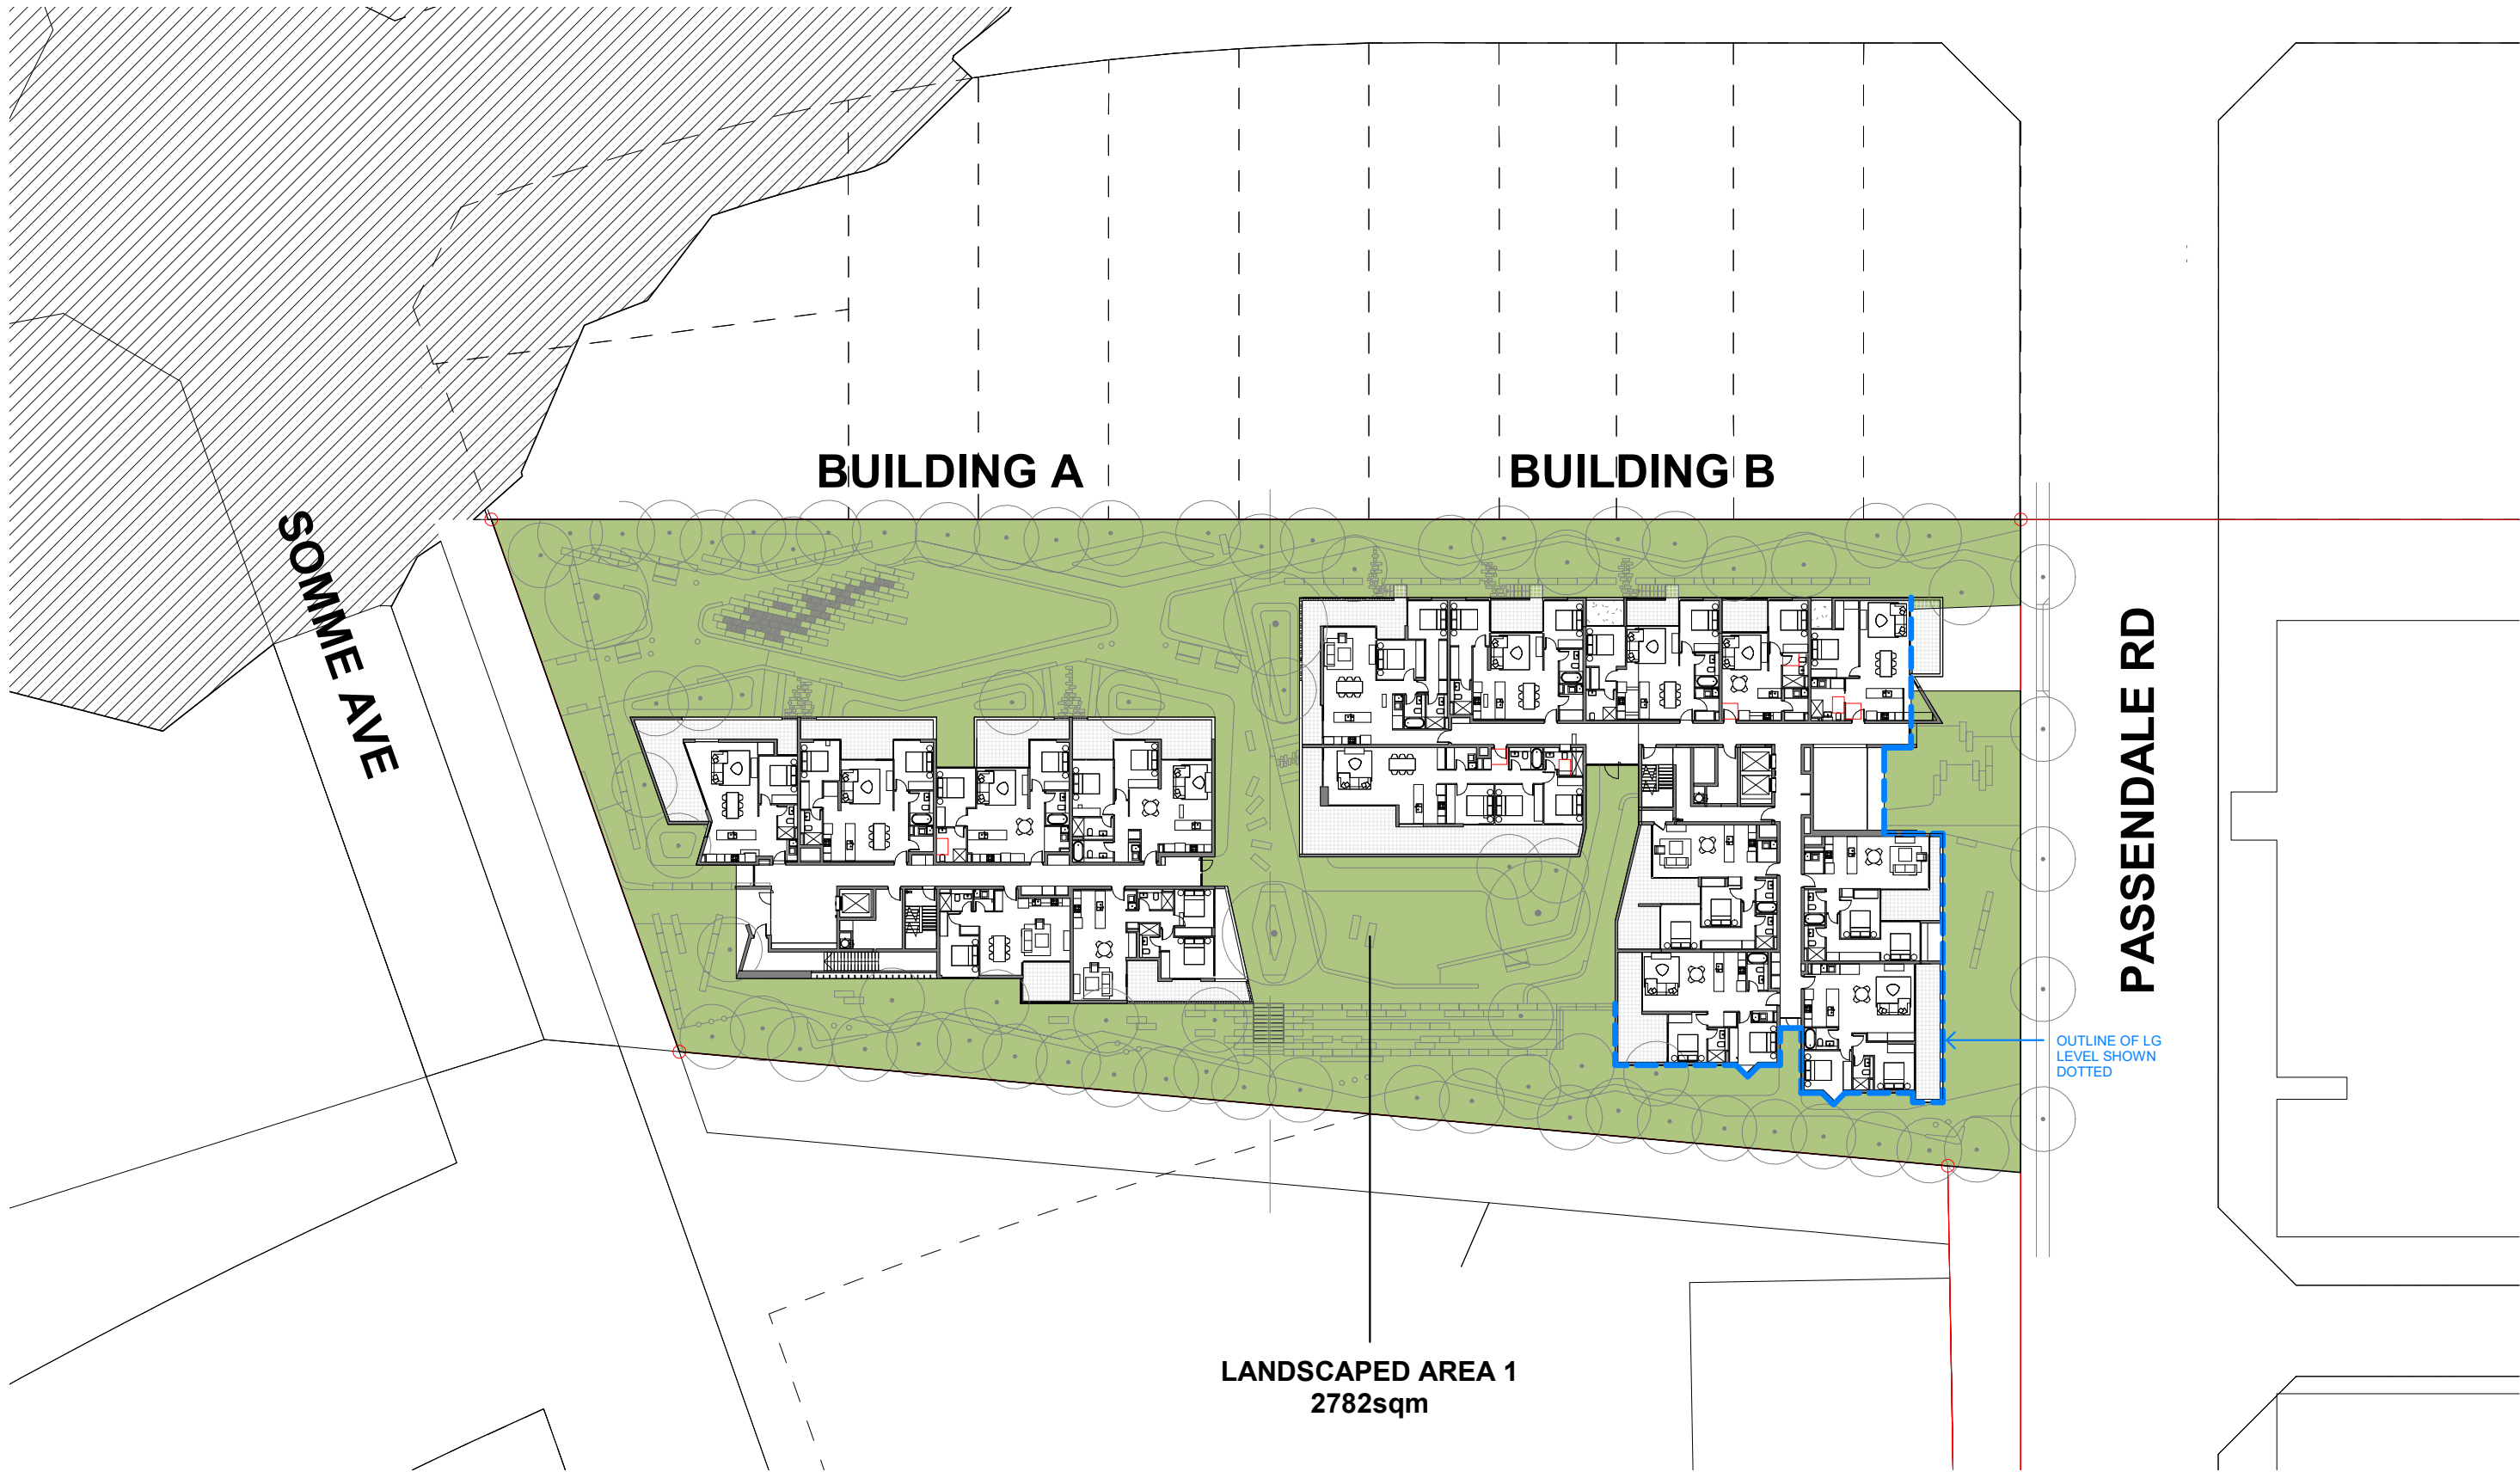 BUILDING A
BUILDING B
SOMME AVE
PASSENDALE RD
OUTLINE OF LG
LEVEL SHOWN
DOTTED
LANDSCAPED AREA 1
2782sqm